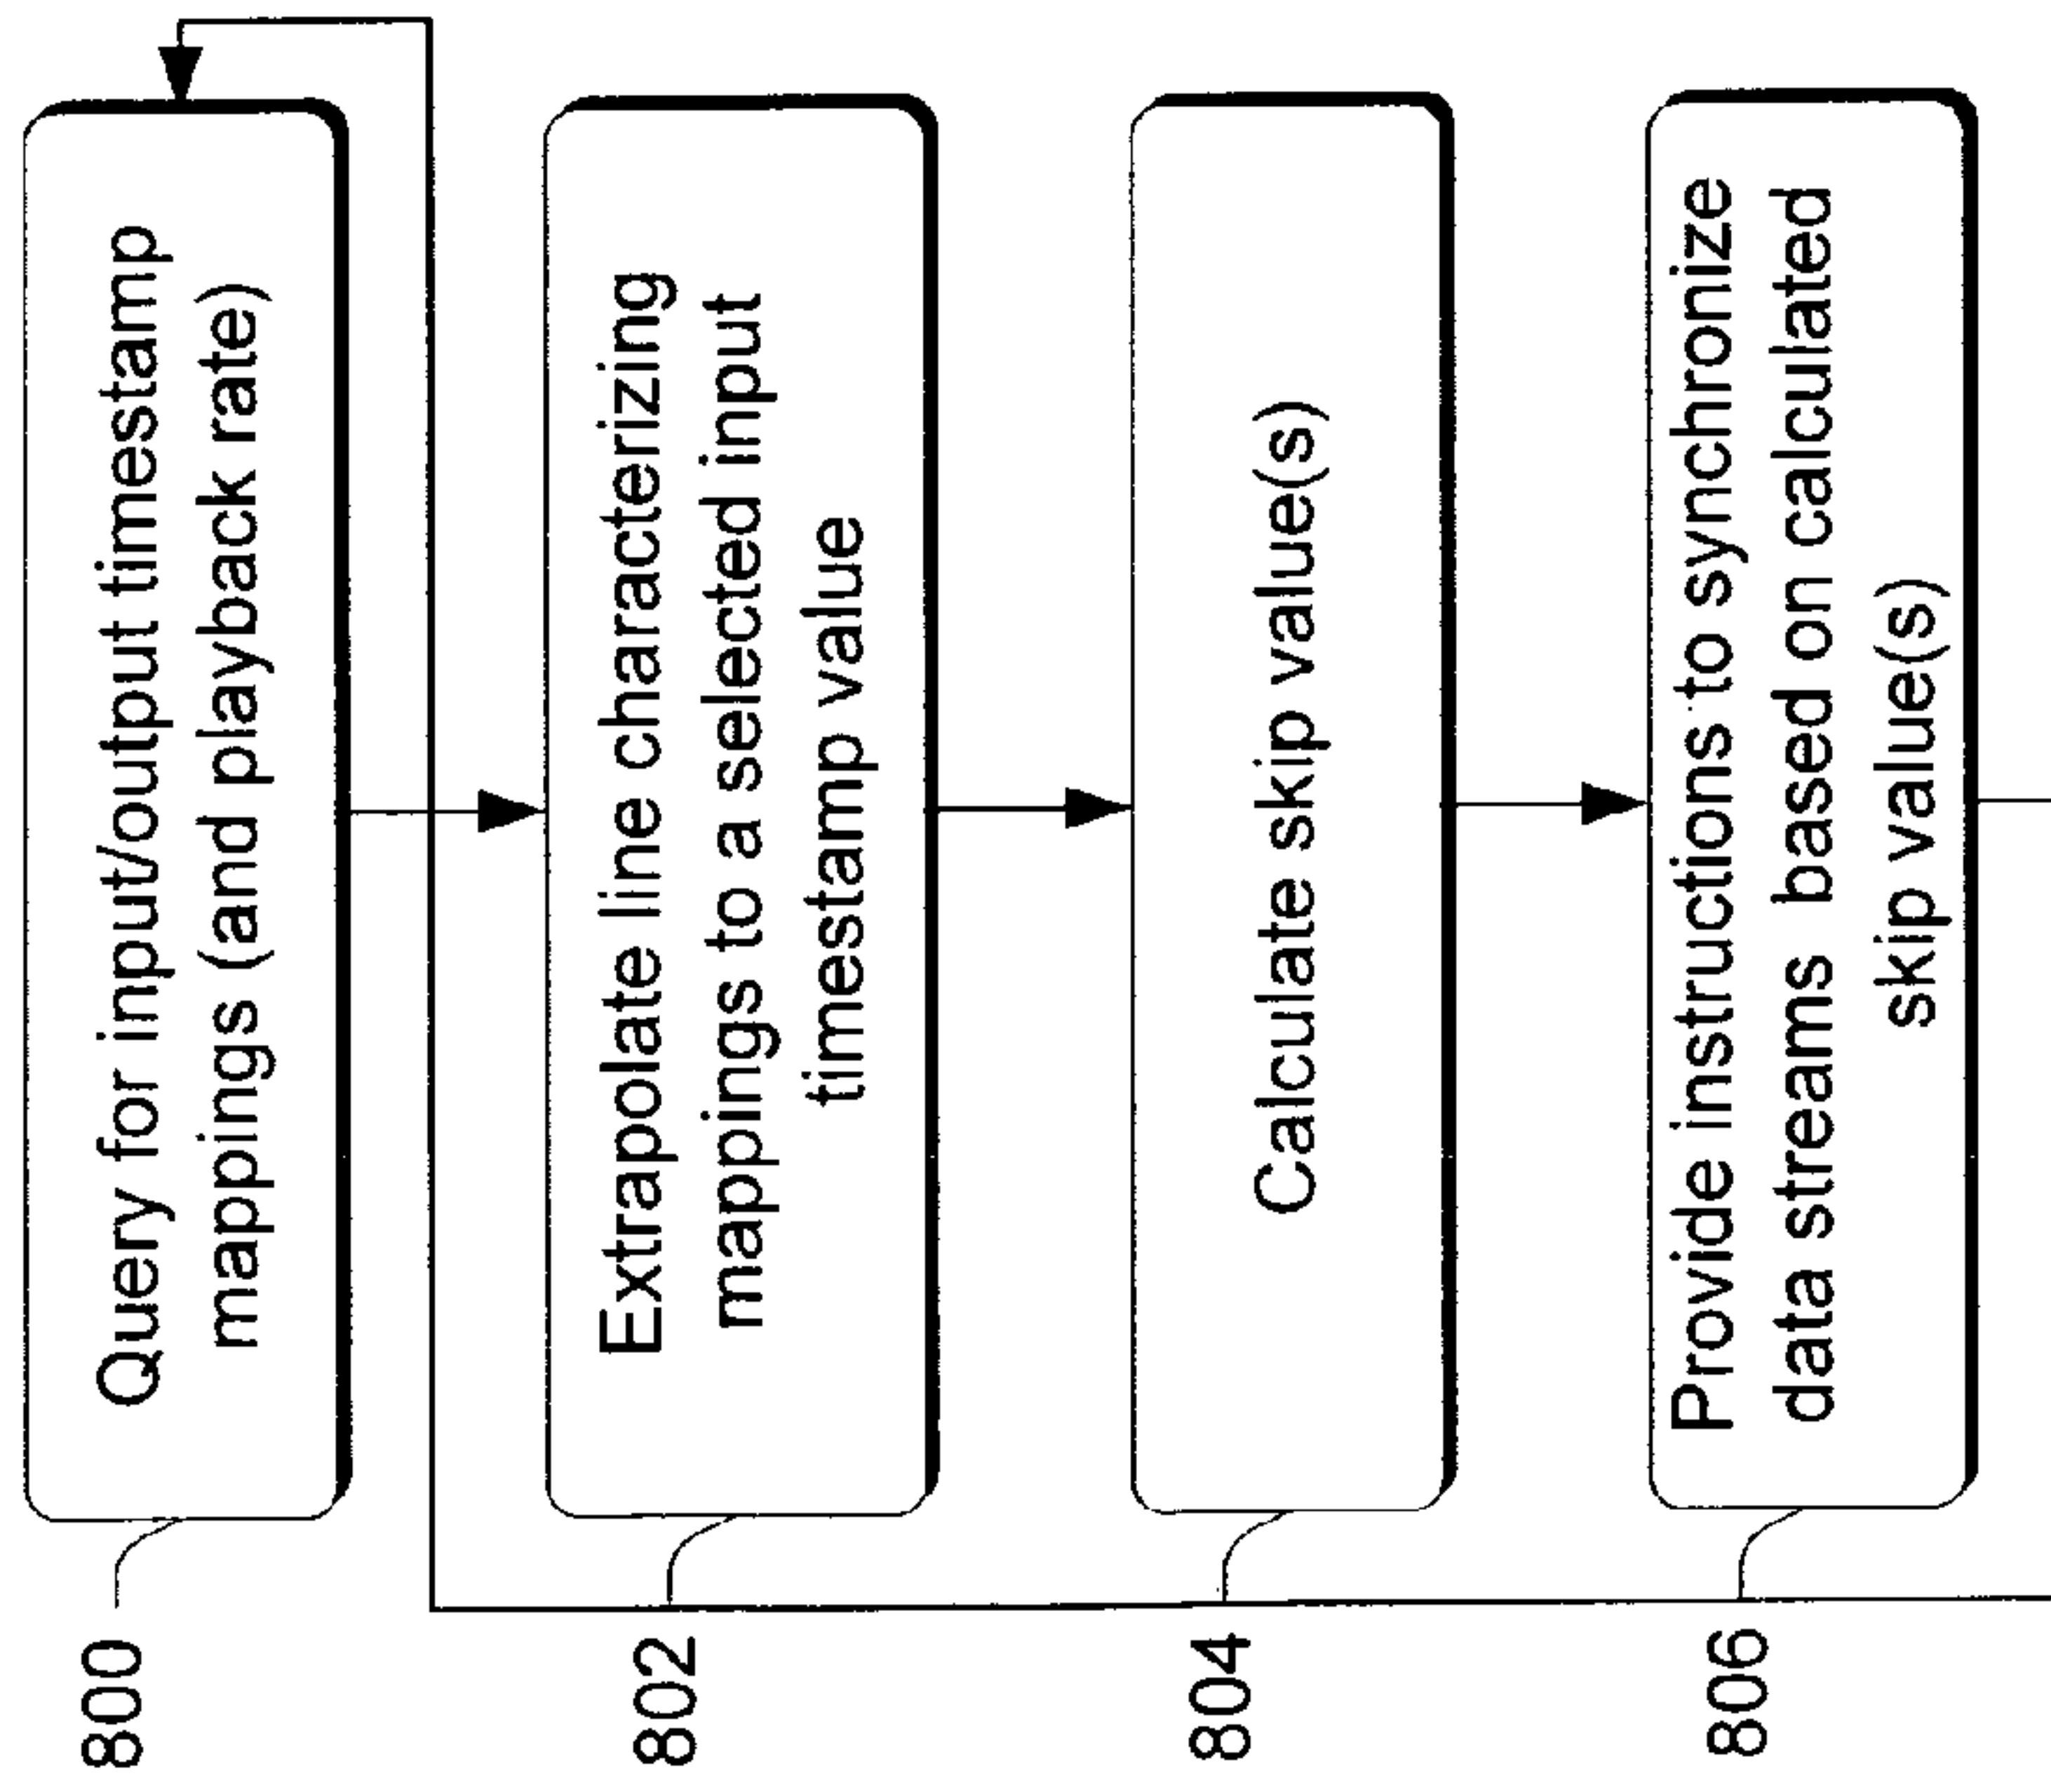 800
Query for input/output timestamp
mappings (and playback rate)
802
Extrapolate line characterizing
mappings to a selected input
timestamp value
804
Calculate skip value(s)
806
Provide instructions to synchronize
data streams based on calculated
skip value(s)